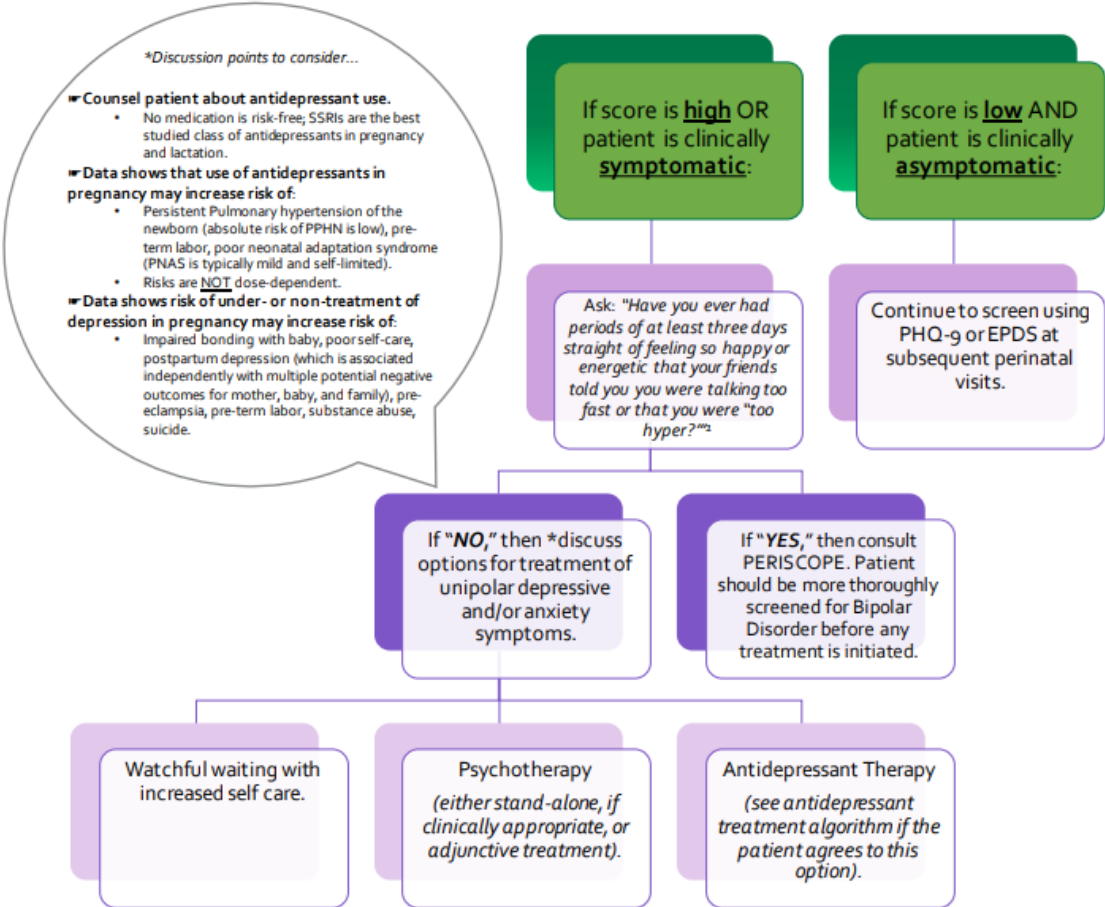 *Discussion points to consider...
☛Counsel patient about antidepressant use.
• No medication is risk-free; SSRIs are the best
studied class of antidepressants in pregnancy
and lactation.
☛Data shows that use of antidepressants in
pregnancy may increase risk of:
• Persistent Pulmonary hypertension of the
newborn (absolute risk of PPHN is low), pre-
term labor, poor neonatal adaptation syndrome
(PNAS is typically mild and self-limited).
• Risks are NOT dose-dependent.
☛Data shows risk of under- or non-treatment of
depression in pregnancy may increase risk of:
• Impaired bonding with baby, poor self-care,
postpartum depression (which is associated
independently with multiple potential negative
outcomes for mother, baby, and family), pre-
eclampsia, pre-term labor, substance abuse,
suicide.
If score is high OR
patient is clinically
symptomatic:
If score is low AND
patient is clinically
asymptomatic:
Ask: "Have you ever had
periods of at least three days
straight of feeling so happy or
energetic that your friends
told you you were talking too
fast or that you were "too
hyper?""²
Continue to screen using
PHQ-9 or EPDS at
subsequent perinatal
visits.
If "NO," then *discuss
options for treatment of
unipolar depressive
and/or anxiety
symptoms.
If "YES," then consult
PERISCOPE. Patient
should be more thoroughly
screened for Bipolar
Disorder before any
treatment is initiated.
Watchful waiting with
increased self care.
Psychotherapy
(either stand-alone, if
clinically appropriate, or
adjunctive treatment).
Antidepressant Therapy
(see antidepressant
treatment algorithm if the
patient agrees to this
option).